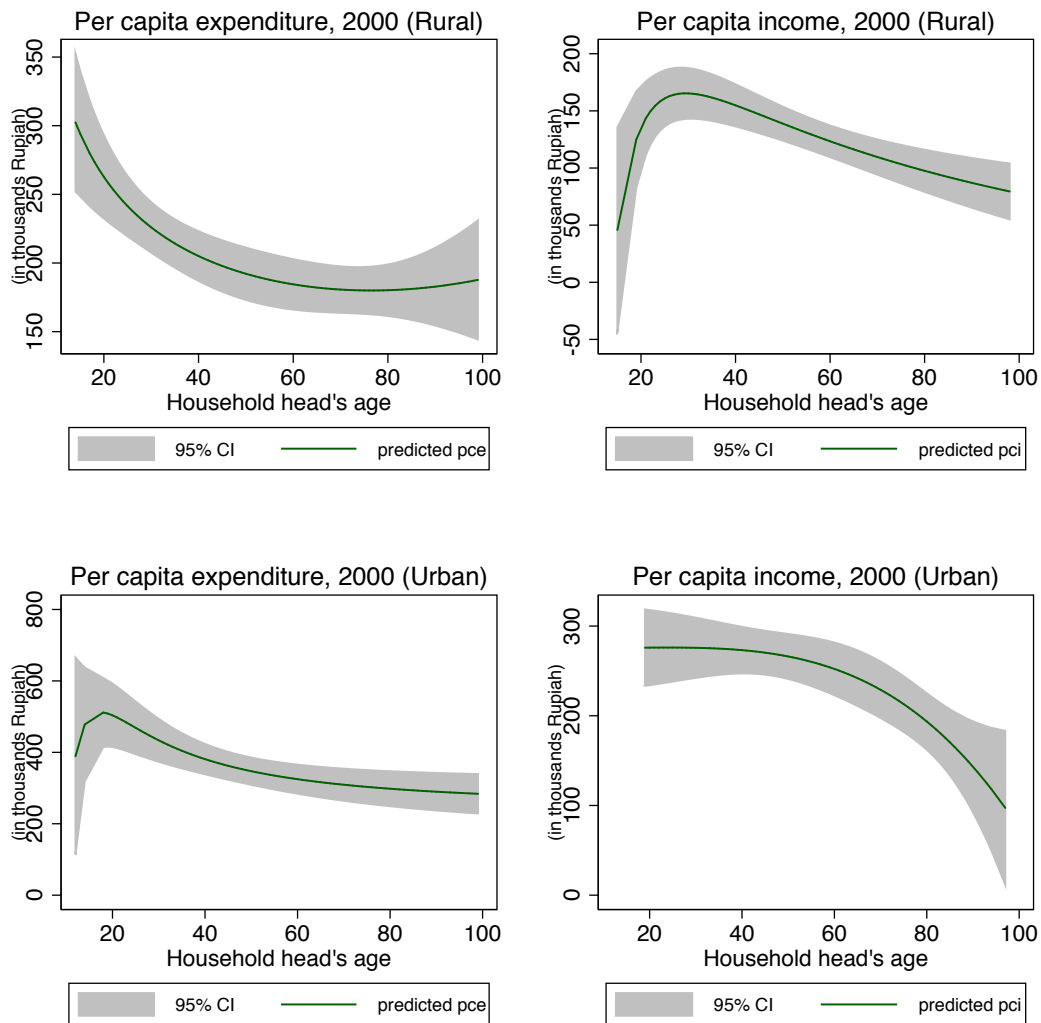 Per capita expenditure, 2000 (Rural)
(in thousands Rupiah)
350
300
250
200
150
20 40 60 80 100
Household head's age
95% CI predicted pce
Per capita income, 2000 (Rural)
(in thousands Rupiah)
200
150
100
50
0
-50
20 40 60 80 100
Household head's age
95% CI predicted pci
Per capita expenditure, 2000 (Urban)
(in thousands Rupiah)
800
600
400
200
0
20 40 60 80 100
Household head's age
95% CI predicted pce
Per capita income, 2000 (Urban)
(in thousands Rupiah)
300
200
100
0
20 40 60 80 100
Household head's age
95% CI predicted pci